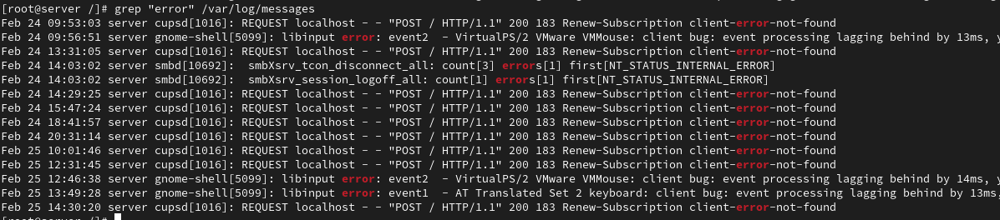 [root@server /]# grep "error" /var/log/messages
Feb 24 09:53:03 server cupsd[1016]: REQUEST localhost - - "POST / HTTP/1.1" 200 183 Renew-Subscription client-error-not-found
Feb 24 09:56:51 server gnome-shell[5099]: libinput error: event2  - VirtualPS/2 VMware VMMouse: client bug: event processing lagging behind by 13ms, y
Feb 24 13:31:05 server cupsd[1016]: REQUEST localhost - - "POST / HTTP/1.1" 200 183 Renew-Subscription client-error-not-found
Feb 24 14:03:02 server smbd[10692]:  smbXsrv_tcon_disconnect_all: count[3] errors[1] first[NT_STATUS_INTERNAL_ERROR]
Feb 24 14:03:02 server smbd[10692]:  smbXsrv_session_logoff_all: count[1] errors[1] first[NT_STATUS_INTERNAL_ERROR]
Feb 24 14:29:25 server cupsd[1016]: REQUEST localhost - - "POST / HTTP/1.1" 200 183 Renew-Subscription client-error-not-found
Feb 24 15:47:24 server cupsd[1016]: REQUEST localhost - - "POST / HTTP/1.1" 200 183 Renew-Subscription client-error-not-found
Feb 24 18:41:57 server cupsd[1016]: REQUEST localhost - - "POST / HTTP/1.1" 200 183 Renew-Subscription client-error-not-found
Feb 24 20:31:14 server cupsd[1016]: REQUEST localhost - - "POST / HTTP/1.1" 200 183 Renew-Subscription client-error-not-found
Feb 25 10:01:46 server cupsd[1016]: REQUEST localhost - - "POST / HTTP/1.1" 200 183 Renew-Subscription client-error-not-found
Feb 25 12:31:45 server cupsd[1016]: REQUEST localhost - - "POST / HTTP/1.1" 200 183 Renew-Subscription client-error-not-found
Feb 25 12:46:38 server gnome-shell[5099]: libinput error: event2  - VirtualPS/2 VMware VMMouse: client bug: event processing lagging behind by 14ms, y
Feb 25 13:49:28 server gnome-shell[5099]: libinput error: event1  - AT Translated Set 2 keyboard: client bug: event processing lagging behind by 13ms,
Feb 25 14:30:20 server cupsd[1016]: REQUEST localhost - - "POST / HTTP/1.1" 200 183 Renew-Subscription client-error-not-found
[root@server /]#